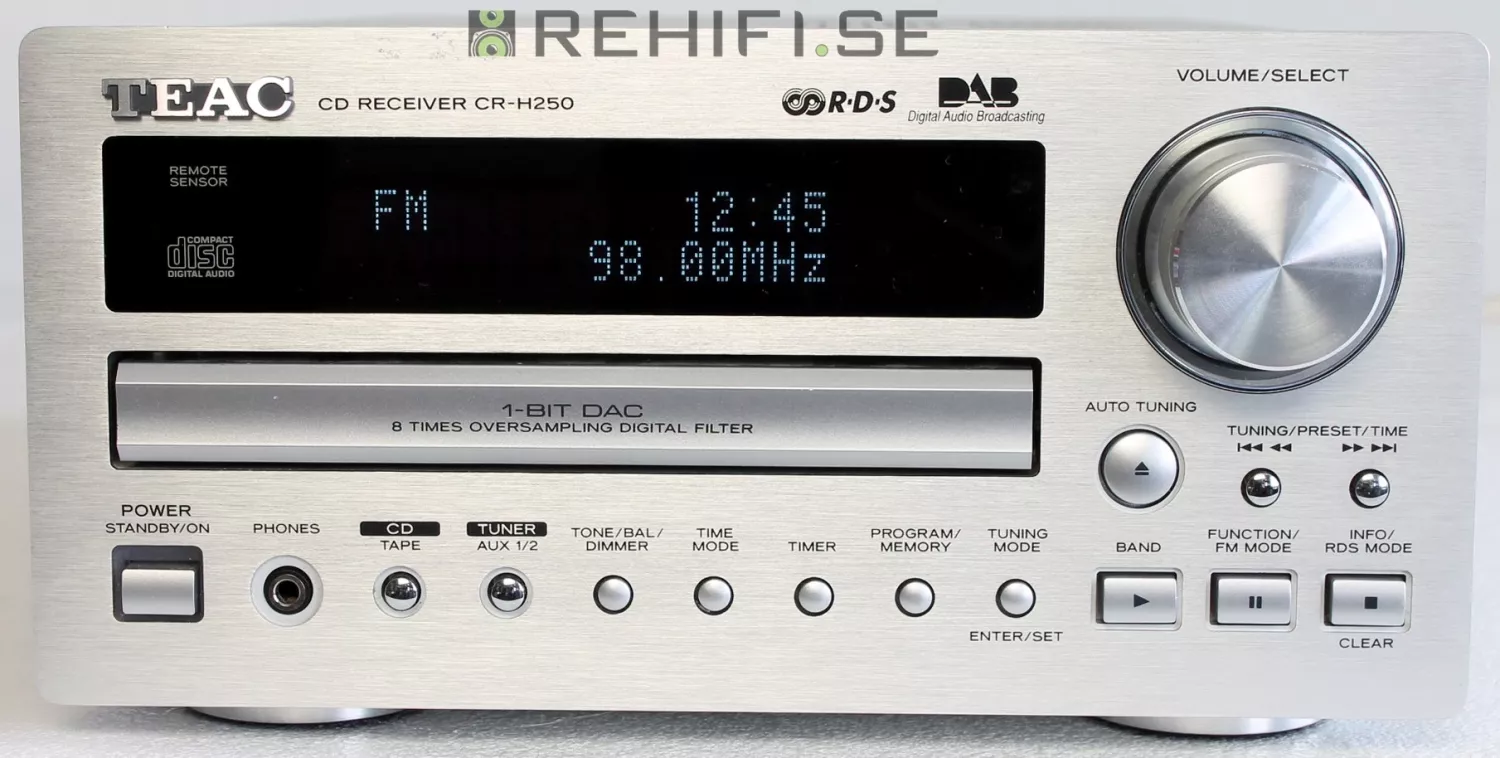 REHIFI.SE
TEAC CD RECEIVER CR-H250
R·D·S
DAB
Digital Audio Broadcasting
VOLUME/SELECT
REMOTE
SENSOR
COMPACT
disc
DIGITAL AUDIO
FM 12:45
98.00MHz
1-BIT DAC
8 TIMES OVERSAMPLING DIGITAL FILTER
AUTO TUNING
TUNING/PRESET/TIME
POWER
STANDBY/ON
PHONES
CD
TAPE
TUNER
AUX 1/2
TONE/BAL/
DIMMER
TIME
MODE
TIMER
PROGRAM/
MEMORY
TUNING
MODE
ENTER/SET
BAND
FUNCTION/
FM MODE
INFO/
RDS MODE
CLEAR